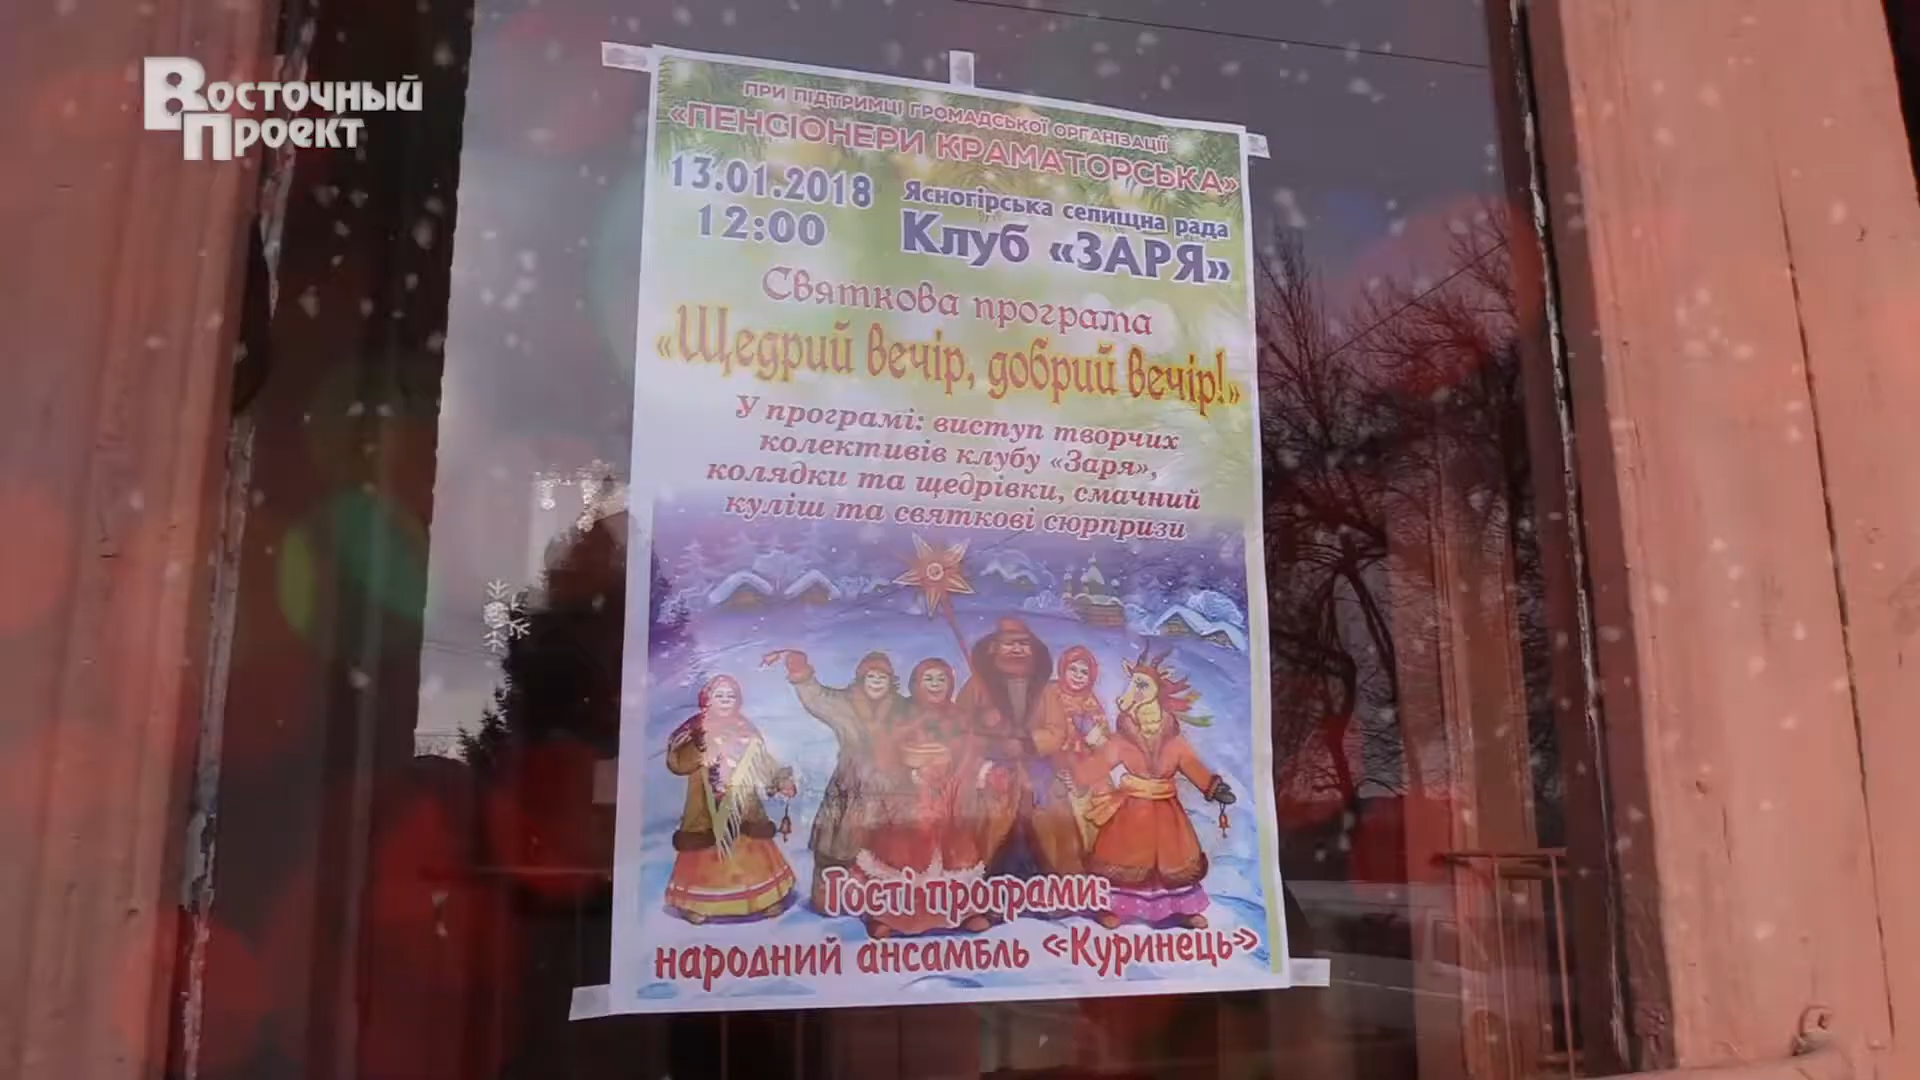 Восточный
Проект
ПРИ ПІДТРИМЦІ ГРОМАДСЬКОЇ ОРГАНІЗАЦІЇ
«ПЕНСІОНЕРИ КРАМАТОРСЬКА»
13.01.2018 Ясногірська селищна рада
12:00 Клуб «ЗАРЯ»
Святкова програма
«Щедрий вечір, добрий вечір!»
У програмі: виступ творчих
колективів клубу «Заря»,
колядки та щедрівки, смачний
куліш та святкові сюрпризи
Гості програми:
народний ансамбль «Куринець»